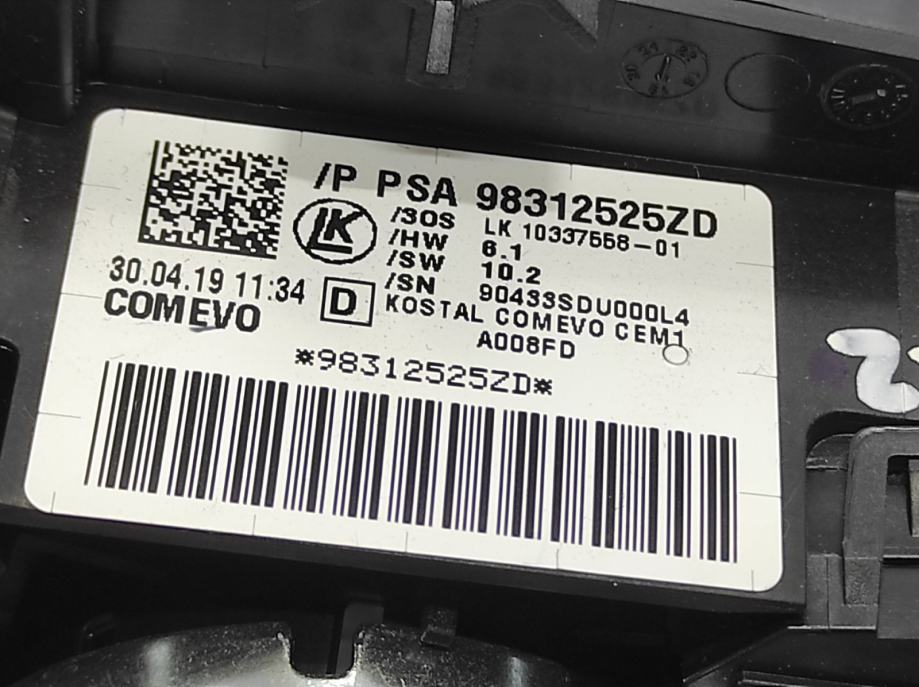 /P PSA 98312525ZD
/3OS LK 10337558-01
/HW 6.1
/SW 10.2
/SN 90433SDU000L4
LK
30.04.19 11:34 D KOSTAL COMEVO CEM1
COMEVO A008FD
*98312525ZD*